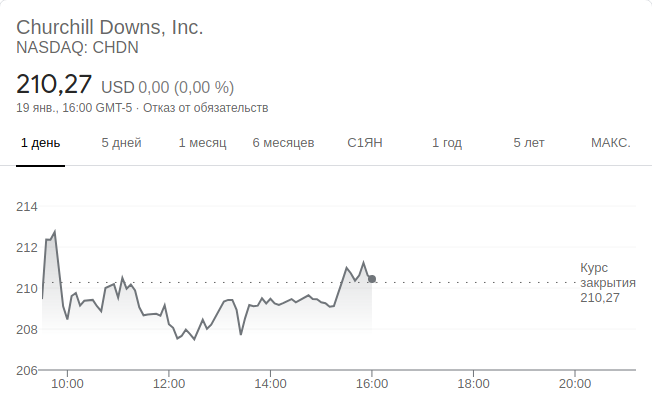 Churchill Downs, Inc.
NASDAQ: CHDN
210,27 USD 0,00 (0,00 %)
19 янв., 16:00 GMT-5 · Отказ от обязательств
1 день 5 дней 1 месяц 6 месяцев С1ЯН 1 год 5 лет МАКС.
214
212
210
208
206
Курс
закрытия
210,27
10:00 12:00 14:00 16:00 18:00 20:00